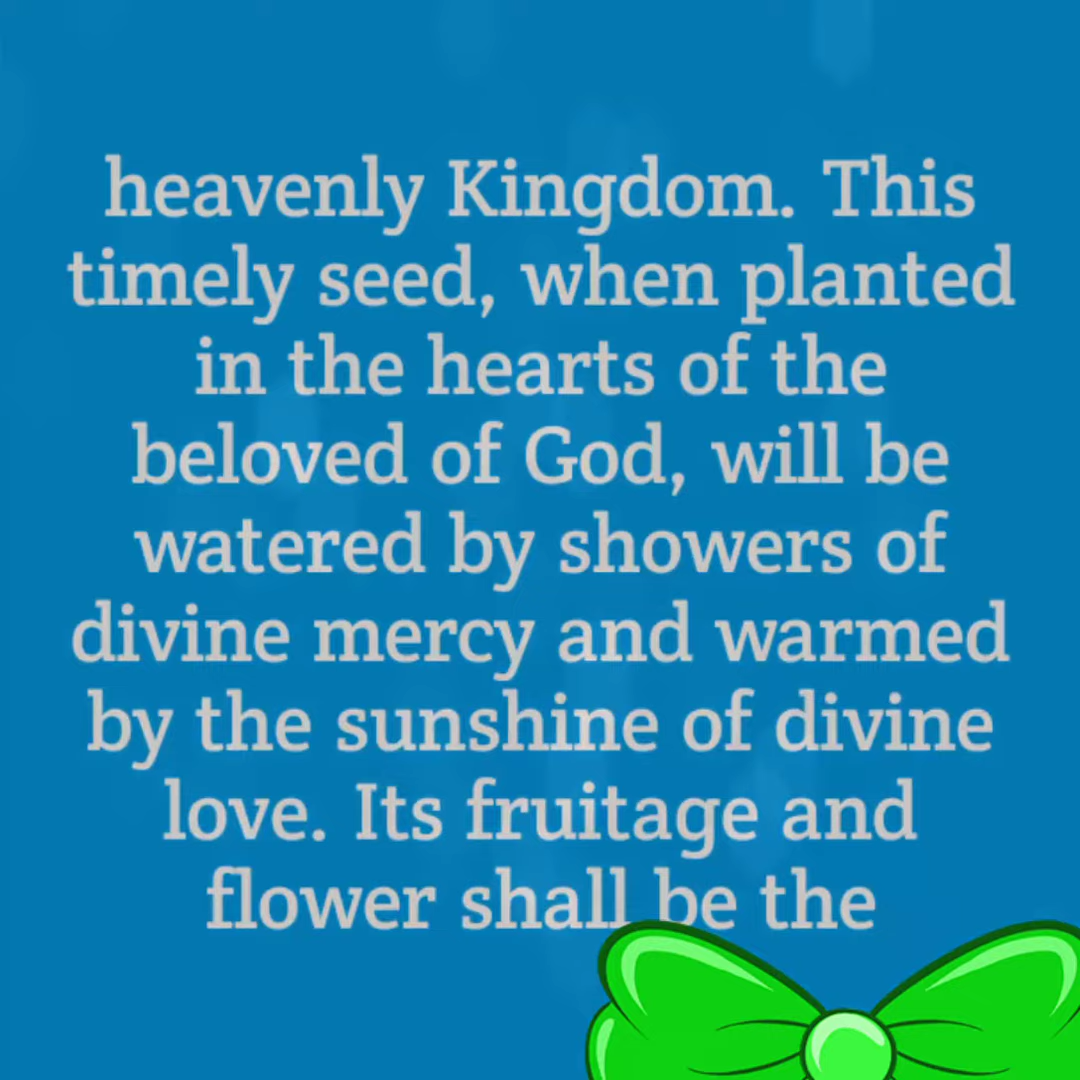 heavenly Kingdom. This
timely seed, when planted
in the hearts of the
beloved of God, will be
watered by showers of
divine mercy and warmed
by the sunshine of divine
love. Its fruitage and
flower shall be the